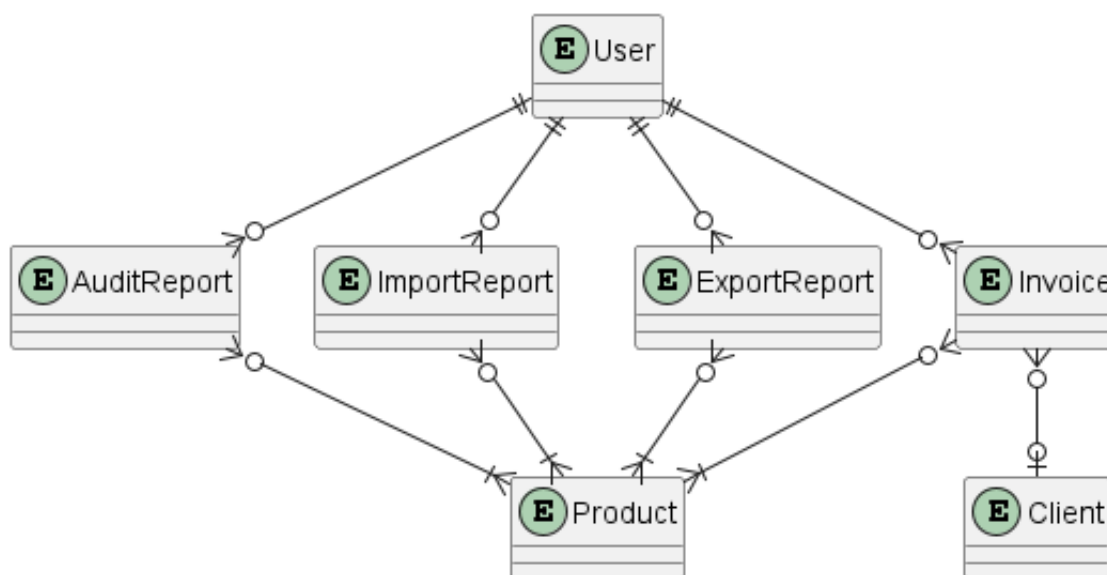 E User
E AuditReport
E ImportReport
E ExportReport
E Invoice
E Product
E Client